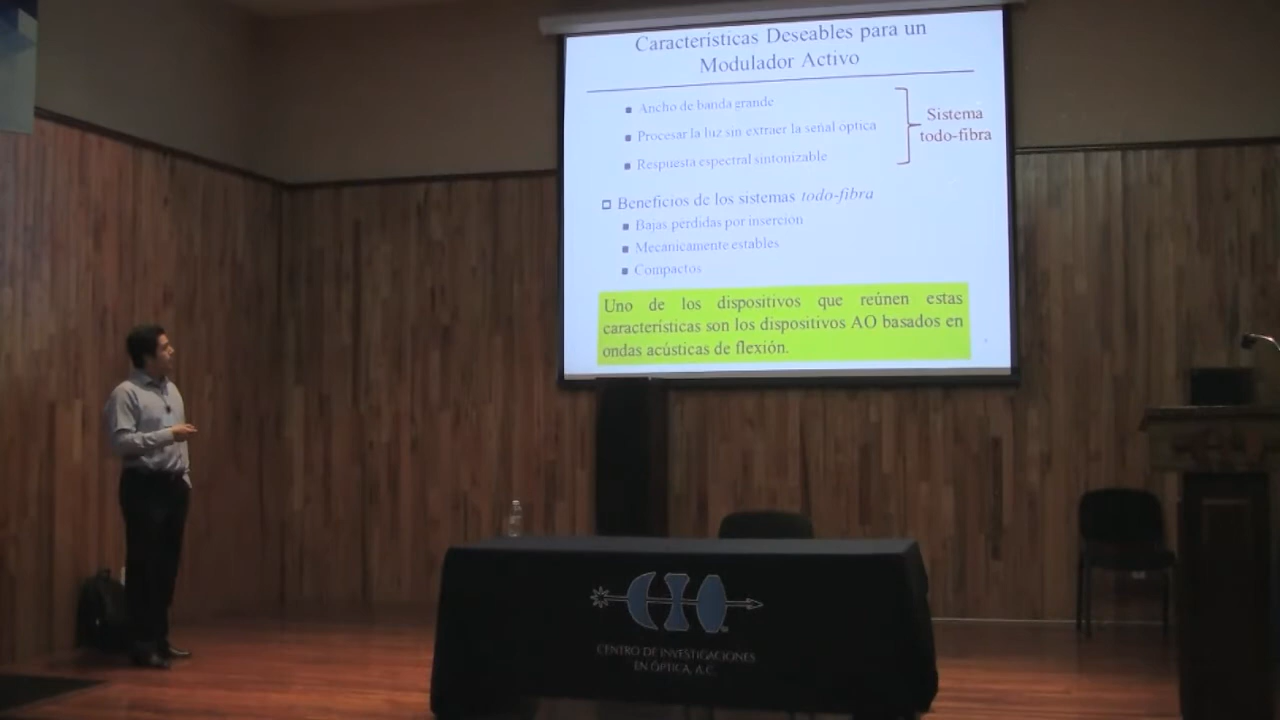 Características Deseables para un
Modulador Activo
Ancho de banda grande
Procesar la luz sin extraer la señal optica
Respuesta espectral sintonizable
Sistema
todo-fibra
Beneficios de los sistemas todo-fibra
Bajas perdidas por insercion
Mecanicamente estables
Compactos
Uno de los dispositivos que reúnen estas
características son los dispositivos AO basados en
ondas acústicas de flexión.
CIO
CENTRO DE INVESTIGACIONES
EN ÓPTICA, A.C.